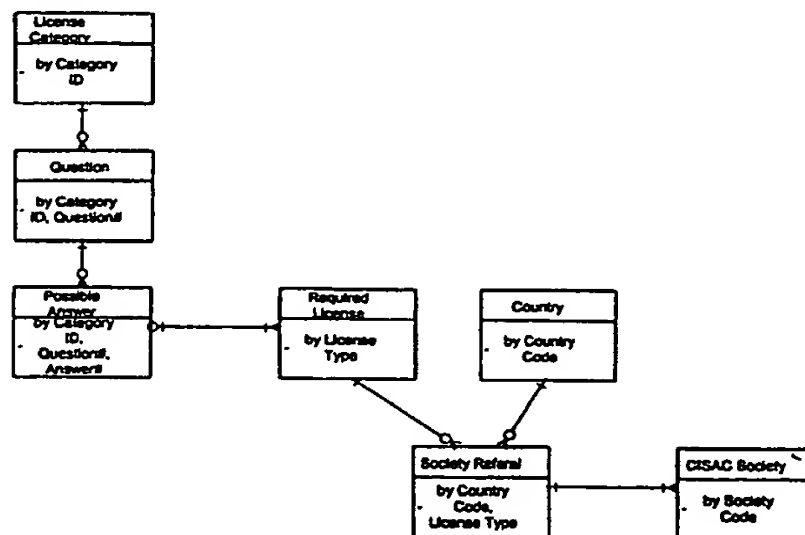 License
Category
by Category
ID
Question
by Category
ID, Question#
Possible
Answer
by Category
ID,
Question#,
Answer#
Required
License
by License
Type
Country
by Country
Code
Society Referal
by Country
Code,
License Type
CISAC Society
by Society
Code